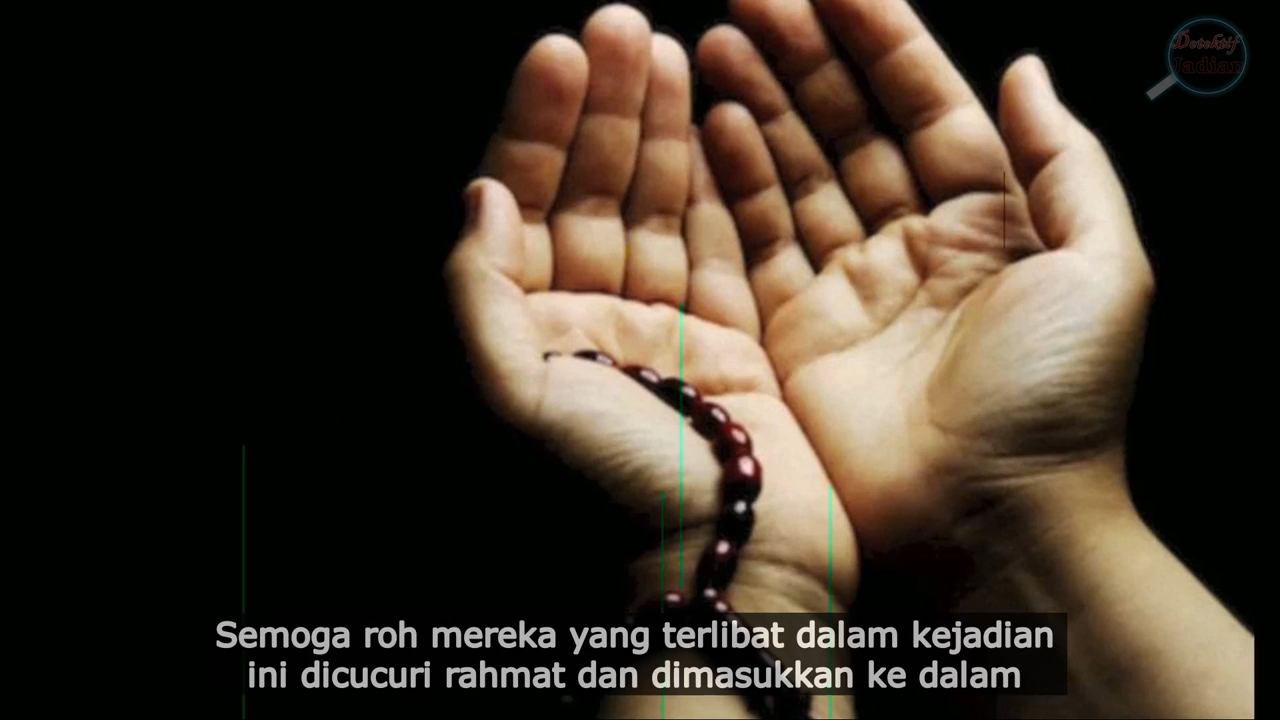 Detektif
Jadian
Semoga roh mereka yang terlibat dalam kejadian
ini dicucuri rahmat dan dimasukkan ke dalam